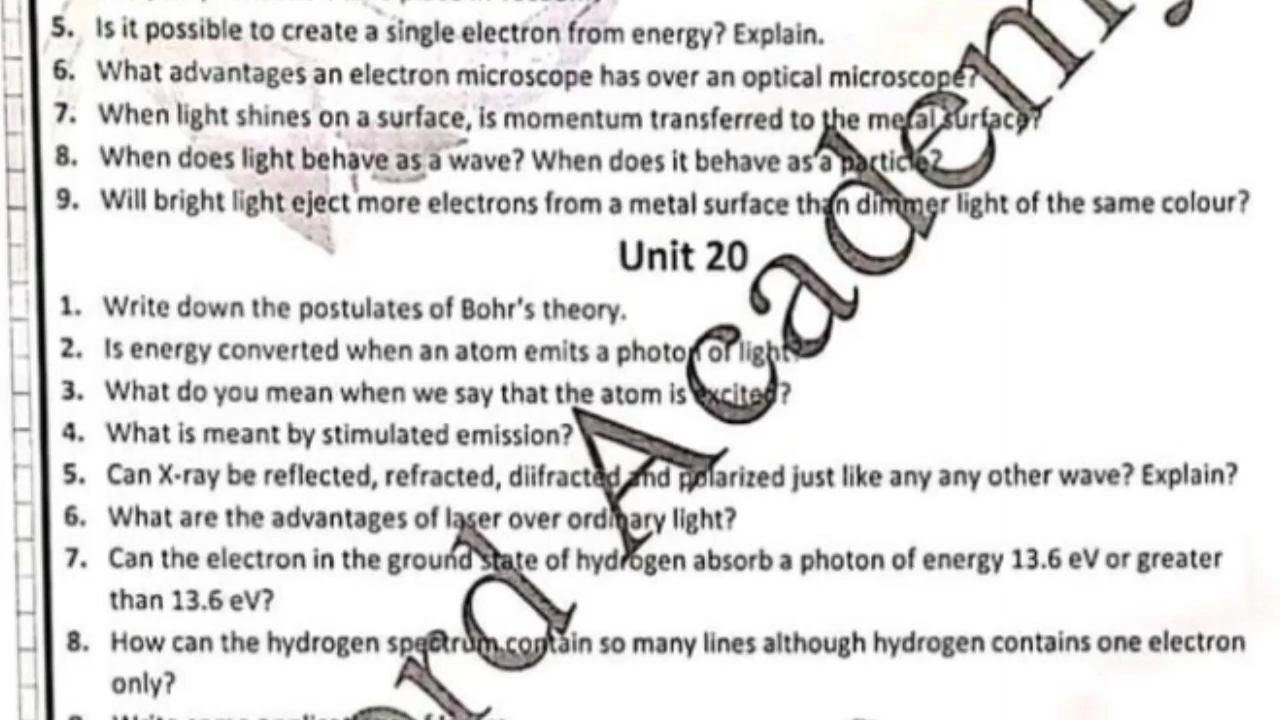 5. Is it possible to create a single electron from energy? Explain.
6. What advantages an electron microscope has over an optical microscope?
7. When light shines on a surface, is momentum transferred to the metal surface?
8. When does light behave as a wave? When does it behave as a particle?
9. Will bright light eject more electrons from a metal surface than dimmer light of the same colour?
Unit 20
1. Write down the postulates of Bohr's theory.
2. Is energy converted when an atom emits a photon of light?
3. What do you mean when we say that the atom is excited?
4. What is meant by stimulated emission?
5. Can X-ray be reflected, refracted, diifracted and polarized just like any any other wave? Explain?
6. What are the advantages of laser over ordinary light?
7. Can the electron in the ground state of hydrogen absorb a photon of energy 13.6 eV or greater
than 13.6 eV?
8. How can the hydrogen spectrum contain so many lines although hydrogen contains one electron
only?
Write some
ord Academy